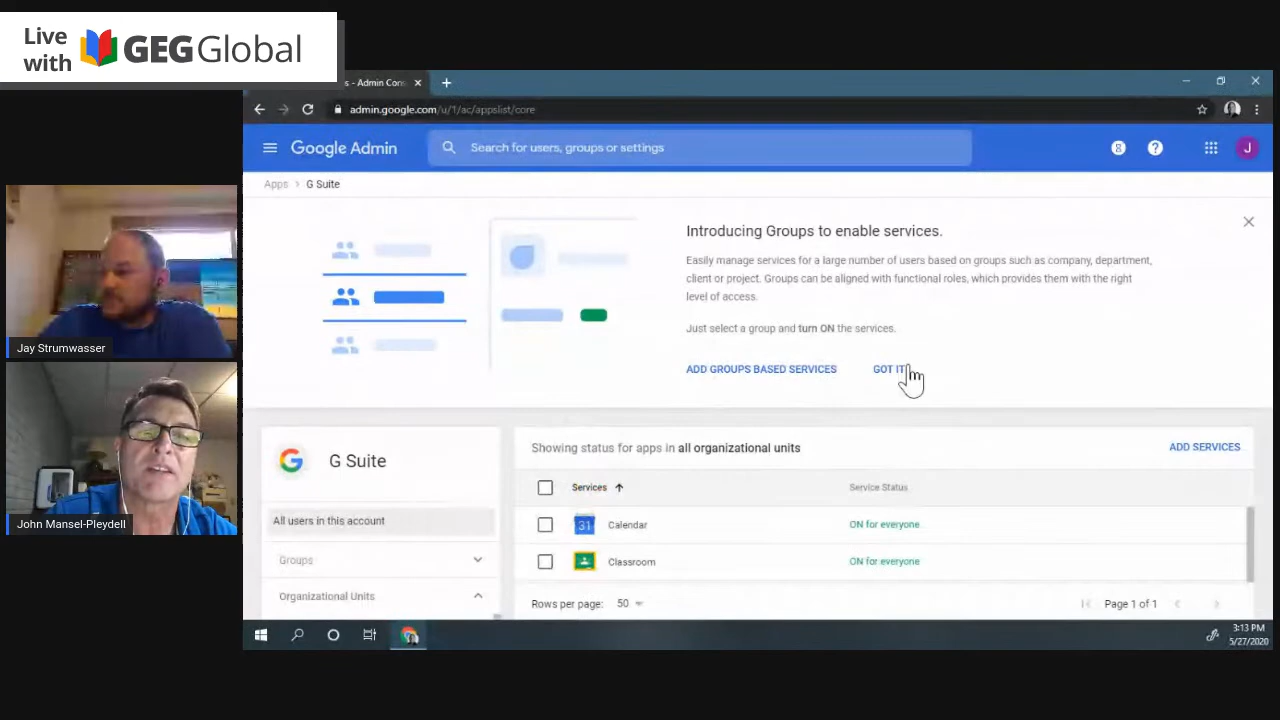 Live
with
GEG Global
s - Admin Cons
admin.google.com/u/1/ac/appslist/core
Google Admin
Search for users, groups or settings
J
Apps > G Suite
Introducing Groups to enable services.
Easily manage services for a large number of users based on groups such as company, department,
client or project. Groups can be aligned with functional roles, which provides them with the right
level of access.
Just select a group and turn ON the services.
ADD GROUPS BASED SERVICES
GOT IT
Jay Strumwasser
John Mansel-Pleydell
G Suite
All users in this account
Groups
Organizational Units
Showing status for apps in all organizational units
ADD SERVICES
Services
Service Status
31
Calendar
ON for everyone
Classroom
ON for everyone
Rows per page: 50
Page 1 of 1
3:13 PM
5/27/2020